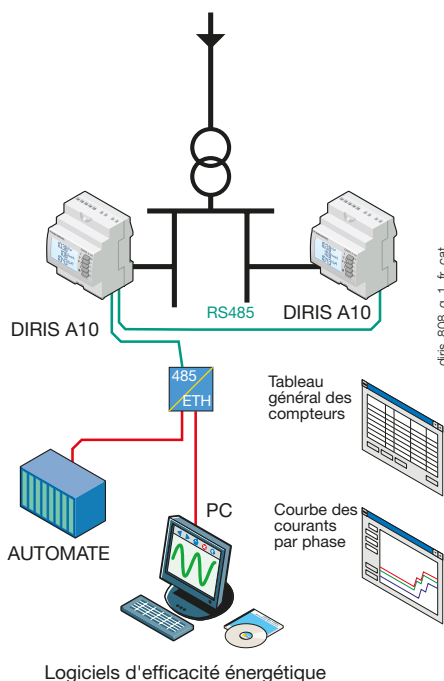 RS485
DIRIS A10
DIRIS A10
diris_808_g_1_fr_cat
485
ETH
Tableau
général des
compteurs
PC
Courbe des
courants
par phase
AUTOMATE
Logiciels d'efficacité énergétique